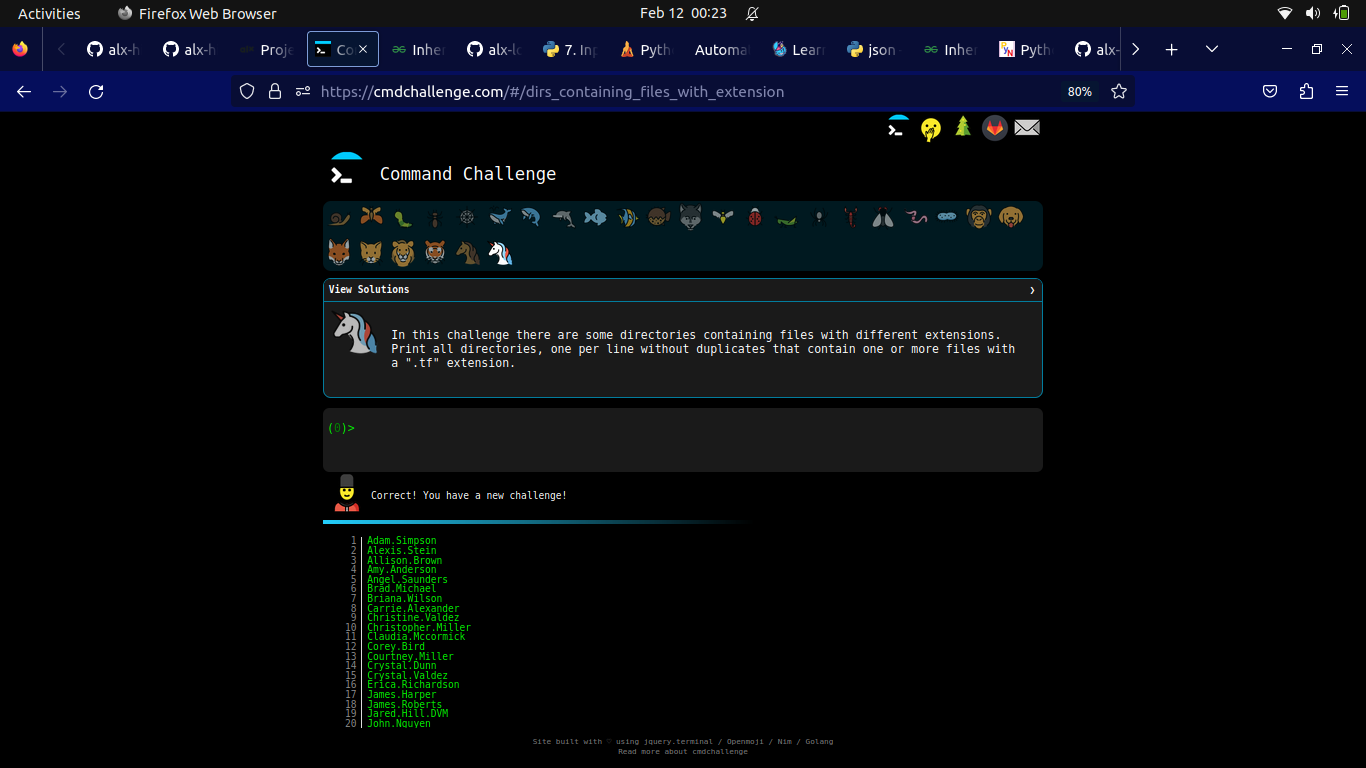 Activities
Firefox Web Browser
Feb 12 00:23
alx-h
alx-h
Proje
Co
Inher
alx-lo
7. Inp
Pytho
Automat
Learn
json -
Inher
Pytho
alx-
https://cmdchallenge.com/#/dirs_containing_files_with_extension
80%
Command Challenge
View Solutions
In this challenge there are some directories containing files with different extensions.
Print all directories, one per line without duplicates that contain one or more files with
a ".tf" extension.
(0)>
Correct! You have a new challenge!
1 Adam.Simpson
2 Alexis.Stein
3 Allison.Brown
4 Amy.Anderson
5 Angel.Saunders
6 Brad.Michael
7 Briana.Wilson
8 Carrie.Alexander
9 Christine.Valdez
10 Christopher.Miller
11 Claudia.Mccormick
12 Corey.Bird
13 Courtney.Miller
14 Crystal.Dunn
15 Crystal.Valdez
16 Erica.Richardson
17 James.Harper
18 James.Roberts
19 Jared.Hill.DVM
20 John.Nguyen
Site built with ♡ using jquery.terminal / Openmoji / Nim / Golang
Read more about cmdchallenge